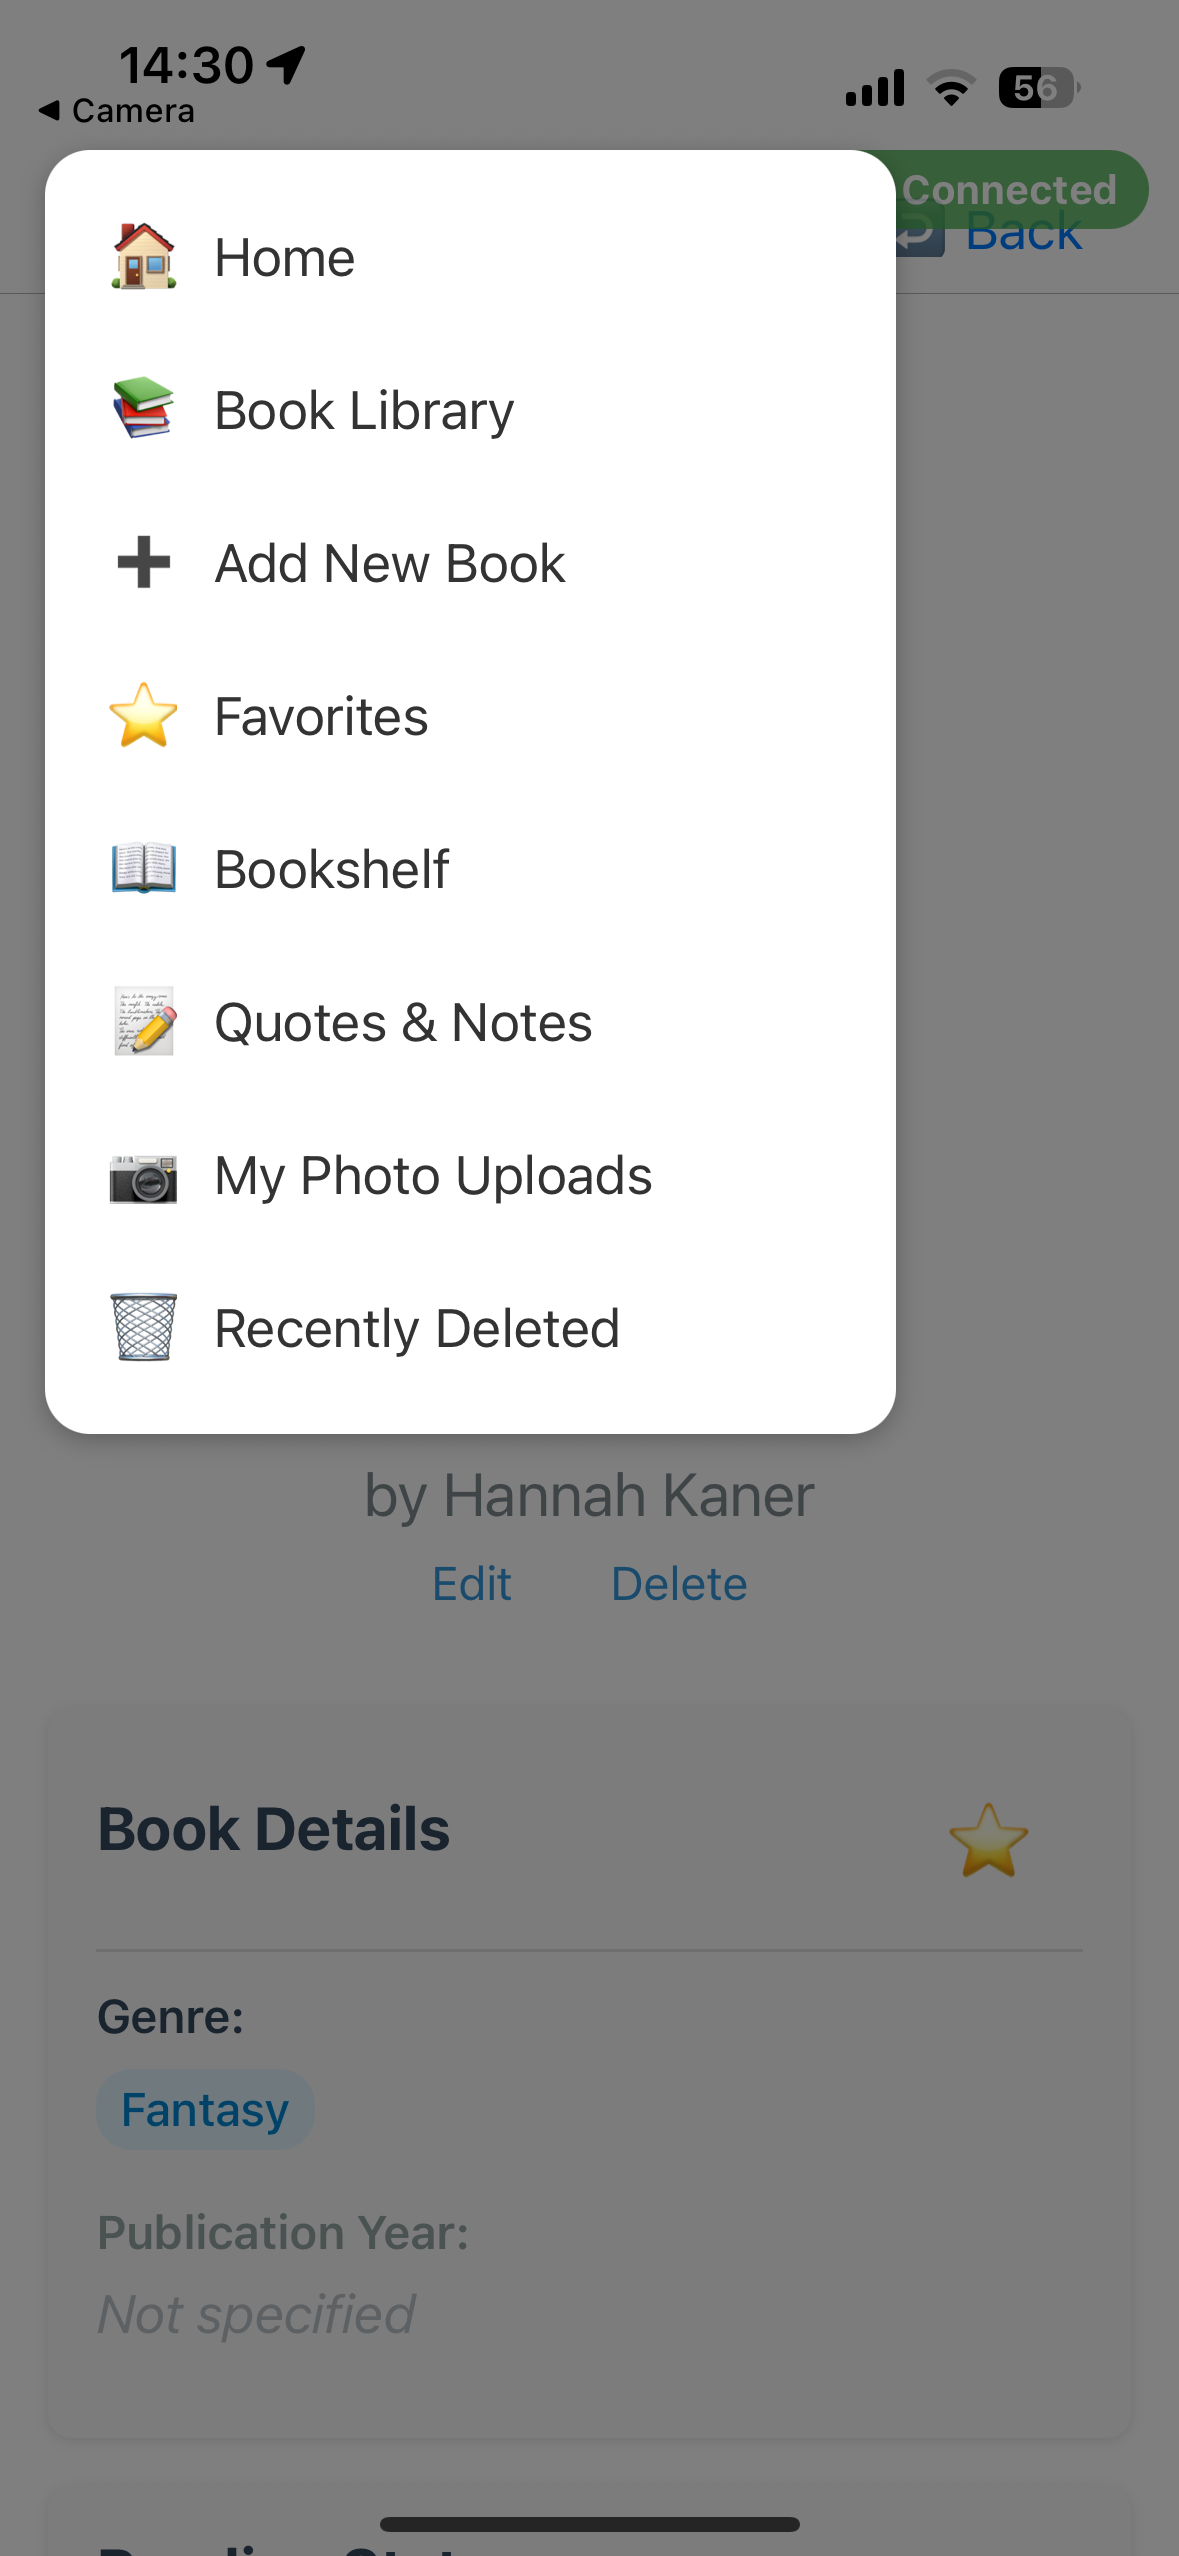 14:30
Camera
56
Connected
Back
Home
Book Library
Add New Book
Favorites
Bookshelf
Quotes & Notes
My Photo Uploads
Recently Deleted
by Hannah Kaner
Edit Delete
Book Details
Genre:
Fantasy
Publication Year:
Not specified